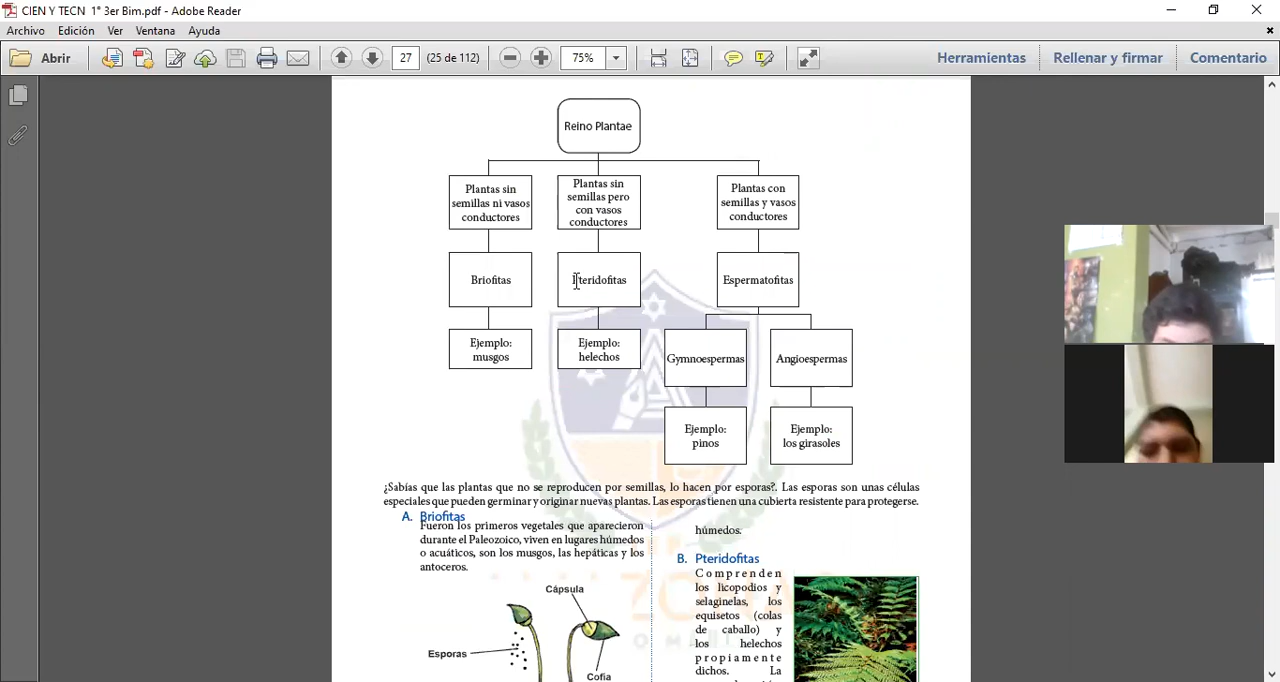 CIEN Y TECN 1° 3er Bim.pdf - Adobe Reader
Archivo Edición Ver Ventana Ayuda
Abrir 27 (25 de 112) 75% Herramientas Rellenar y firmar Comentario
Reino Plantae
Plantas sin
semillas ni vasos
conductores
Plantas sin
semillas pero
con vasos
conductores
Plantas con
semillas y vasos
conductores
Briofitas
Pteridofitas
Espermatofitas
Ejemplo:
musgos
Ejemplo:
helechos
Gymnoespermas
Angioespermas
Ejemplo:
pinos
Ejemplo:
los girasoles
¿Sabías que las plantas que no se reproducen por semillas, lo hacen por esporas?. Las esporas son unas células
especiales que pueden germinar y originar nuevas plantas. Las esporas tienen una cubierta resistente para protegerse.
A. Briofitas
Fueron los primeros vegetales que aparecieron
durante el Paleozoico, viven en lugares húmedos
o acuáticos, son los musgos, las hepáticas y los
antoceros.
Cápsula
Esporas
Cofia
húmedos.
B. Pteridofitas
Comprenden
los licopodios y
selaginelas, los
equisetos (colas
de caballo) y
los helechos
propiamente
dichos. La